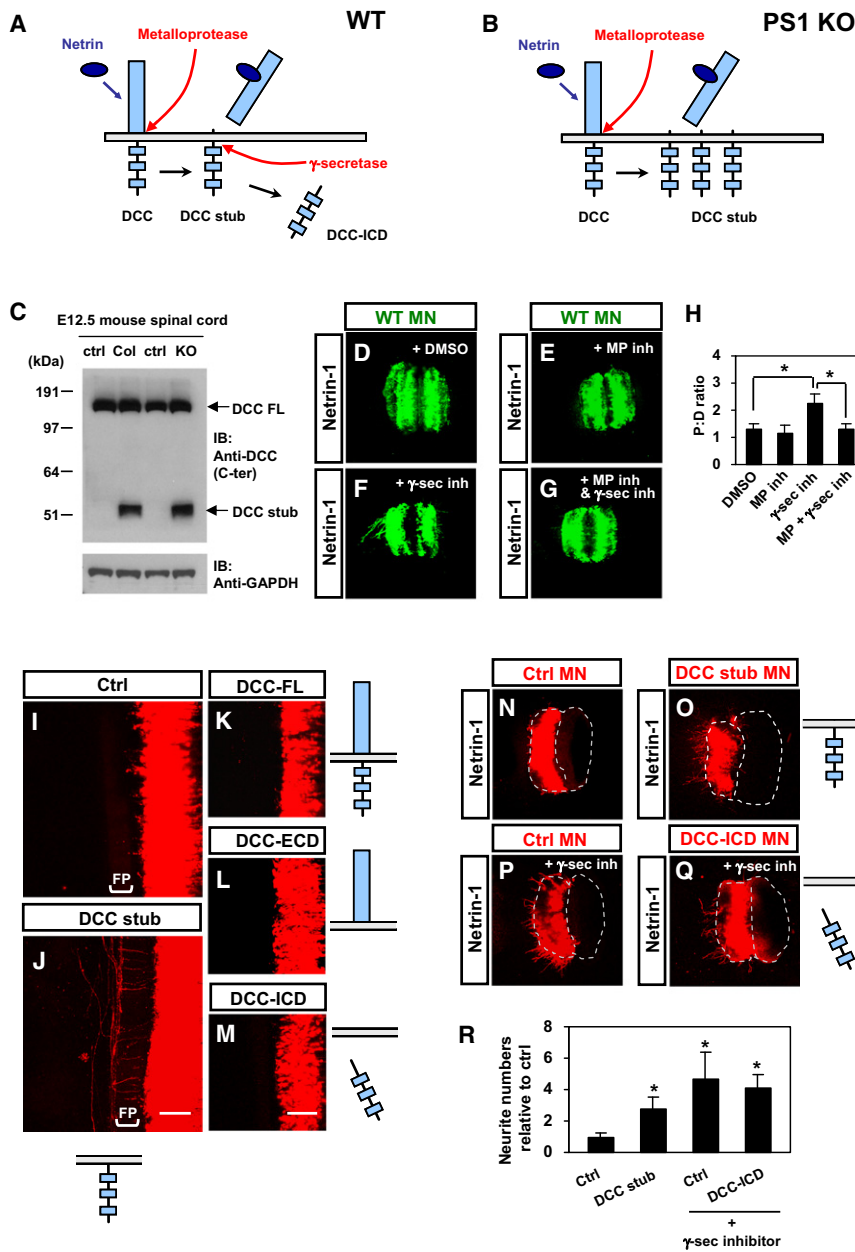 A
WT
Netrin
Metalloprotease
γ-secretase
DCC
DCC stub
DCC-ICD
B
PS1 KO
Netrin
Metalloprotease
DCC
DCC stub
C
E12.5 mouse spinal cord
ctrl Col ctrl KO
(kDa)
191
97
64
51
DCC FL
IB:
Anti-DCC
(C-ter)
DCC stub
IB:
Anti-GAPDH
WT MN
WT MN
Netrin-1
D
+ DMSO
Netrin-1
E
+ MP inh
Netrin-1
F
+ γ-sec inh
Netrin-1
G
+ MP inh
& γ-sec inh
H
P:D ratio
4
3
2
1
0
*
*
DMSO
MP inh
γ-sec inh
MP + γ-sec inh
Ctrl
I
FP
DCC stub
J
FP
DCC-FL
K
DCC-ECD
L
DCC-ICD
M
Ctrl MN
Netrin-1
N
DCC stub MN
Netrin-1
O
Ctrl MN
Netrin-1
P
+ γ-sec inh
DCC-ICD MN
Netrin-1
Q
+ γ-sec inh
R
Neurite numbers
relative to ctrl
8
6
4
2
0
*
*
*
Ctrl
DCC stub
Ctrl
DCC-ICD
+
γ-sec inhibitor